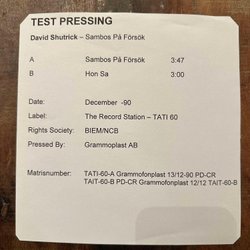 TEST PRESSING
David Shutrick – Sambos På Försök
A Sambos På Försök 3:47
B Hon Sa 3:00
Date: December -90
Label: The Record Station – TATI 60
Rights Society: BIEM/NCB
Pressed By: Grammoplast AB
Matrisnumber: TATI-60-A Grammofonplast 13/12-90 PD-CR
TAIT-60-B PD-CR Grammofonplast 12/12 TAIT-60-B